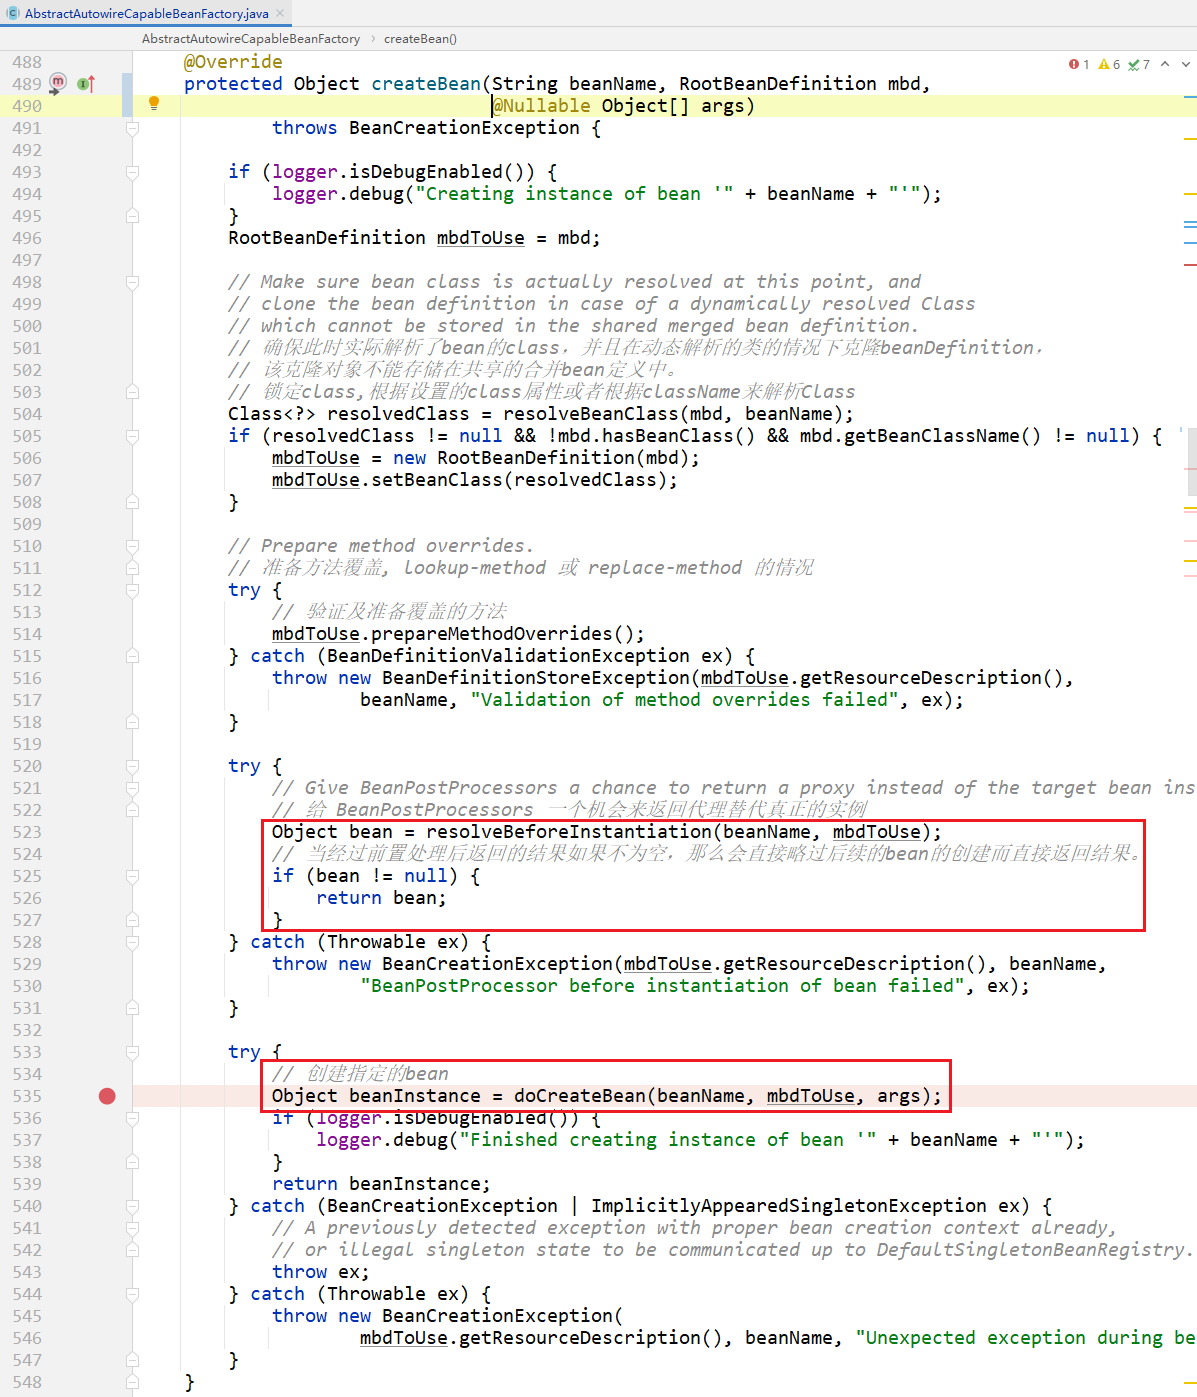 AbstractAutowireCapableBeanFactory.java
AbstractAutowireCapableBeanFactory › createBean()
1 6 7
488 @Override
489 protected Object createBean(String beanName, RootBeanDefinition mbd,
490 @Nullable Object[] args)
491 throws BeanCreationException {
492
493 if (logger.isDebugEnabled()) {
494 logger.debug("Creating instance of bean '" + beanName + "'");
495 }
496 RootBeanDefinition mbdToUse = mbd;
497
498 // Make sure bean class is actually resolved at this point, and
499 // clone the bean definition in case of a dynamically resolved Class
500 // which cannot be stored in the shared merged bean definition.
501 // 确保此时实际解析了bean的class，并且在动态解析的类的情况下克隆beanDefinition，
502 // 该克隆对象不能存储在共享的合并bean定义中。
503 // 锁定class,根据设置的class属性或者根据className来解析Class
504 Class<?> resolvedClass = resolveBeanClass(mbd, beanName);
505 if (resolvedClass != null && !mbd.hasBeanClass() && mbd.getBeanClassName() != null) {
506 mbdToUse = new RootBeanDefinition(mbd);
507 mbdToUse.setBeanClass(resolvedClass);
508 }
509
510 // Prepare method overrides.
511 // 准备方法覆盖, lookup-method 或 replace-method 的情况
512 try {
513 // 验证及准备覆盖的方法
514 mbdToUse.prepareMethodOverrides();
515 } catch (BeanDefinitionValidationException ex) {
516 throw new BeanDefinitionStoreException(mbdToUse.getResourceDescription(),
517 beanName, "Validation of method overrides failed", ex);
518 }
519
520 try {
521 // Give BeanPostProcessors a chance to return a proxy instead of the target bean ins
522 // 给 BeanPostProcessors 一个机会来返回代理替代真正的实例
523 Object bean = resolveBeforeInstantiation(beanName, mbdToUse);
524 // 当经过前置处理后返回的结果如果不为空，那么会直接略过后续的bean的创建而直接返回结果。
525 if (bean != null) {
526 return bean;
527 }
528 } catch (Throwable ex) {
529 throw new BeanCreationException(mbdToUse.getResourceDescription(), beanName,
530 "BeanPostProcessor before instantiation of bean failed", ex);
531 }
532
533 try {
534 // 创建指定的bean
535 Object beanInstance = doCreateBean(beanName, mbdToUse, args);
536 if (logger.isDebugEnabled()) {
537 logger.debug("Finished creating instance of bean '" + beanName + "'");
538 }
539 return beanInstance;
540 } catch (BeanCreationException | ImplicitlyAppearedSingletonException ex) {
541 // A previously detected exception with proper bean creation context already,
542 // or illegal singleton state to be communicated up to DefaultSingletonBeanRegistry.
543 throw ex;
544 } catch (Throwable ex) {
545 throw new BeanCreationException(
546 mbdToUse.getResourceDescription(), beanName, "Unexpected exception during be
547 }
548 }